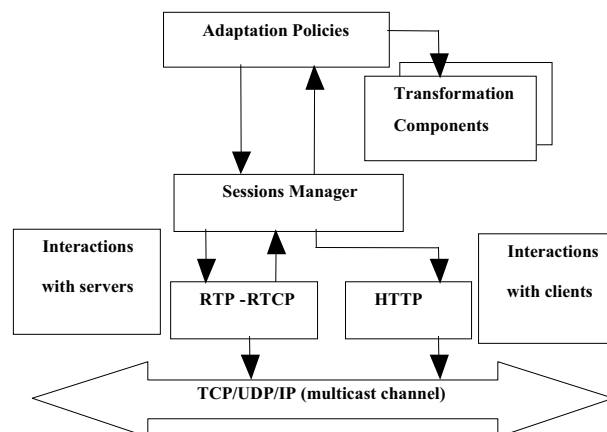 Adaptation Policies
Transformation
Components
Sessions Manager
Interactions
with servers
Interactions
with clients
RTP -RTCP
HTTP
TCP/UDP/IP (multicast channel)